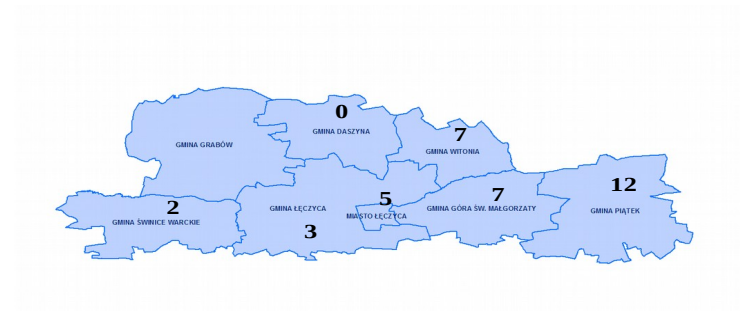 0
GMINA DASZYNA
7
GMINA WITONIA
GMINA GRABÓW
12
GMINA PIĄTEK
2
GMINA ŚWINICE WARCKIE
GMINA ŁĘCZYCA
3
5
MIASTO ŁĘCZYCA
7
GMINA GÓRA ŚW. MAŁGORZATY